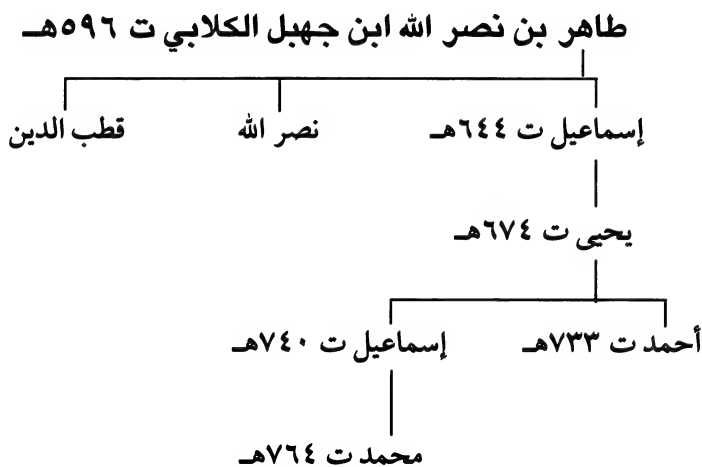 طاهر بن نصر الله ابن جهبل الكلابي ت ٥٩٦هـ
إسماعيل ت ٦٤٤هـ نصر الله قطب الدين
يحيى ت ٦٧٤هـ
أحمد ت ٧٣٣هـ إسماعيل ت ٧٤٠هـ
محمد ت ٧٦٤هـ